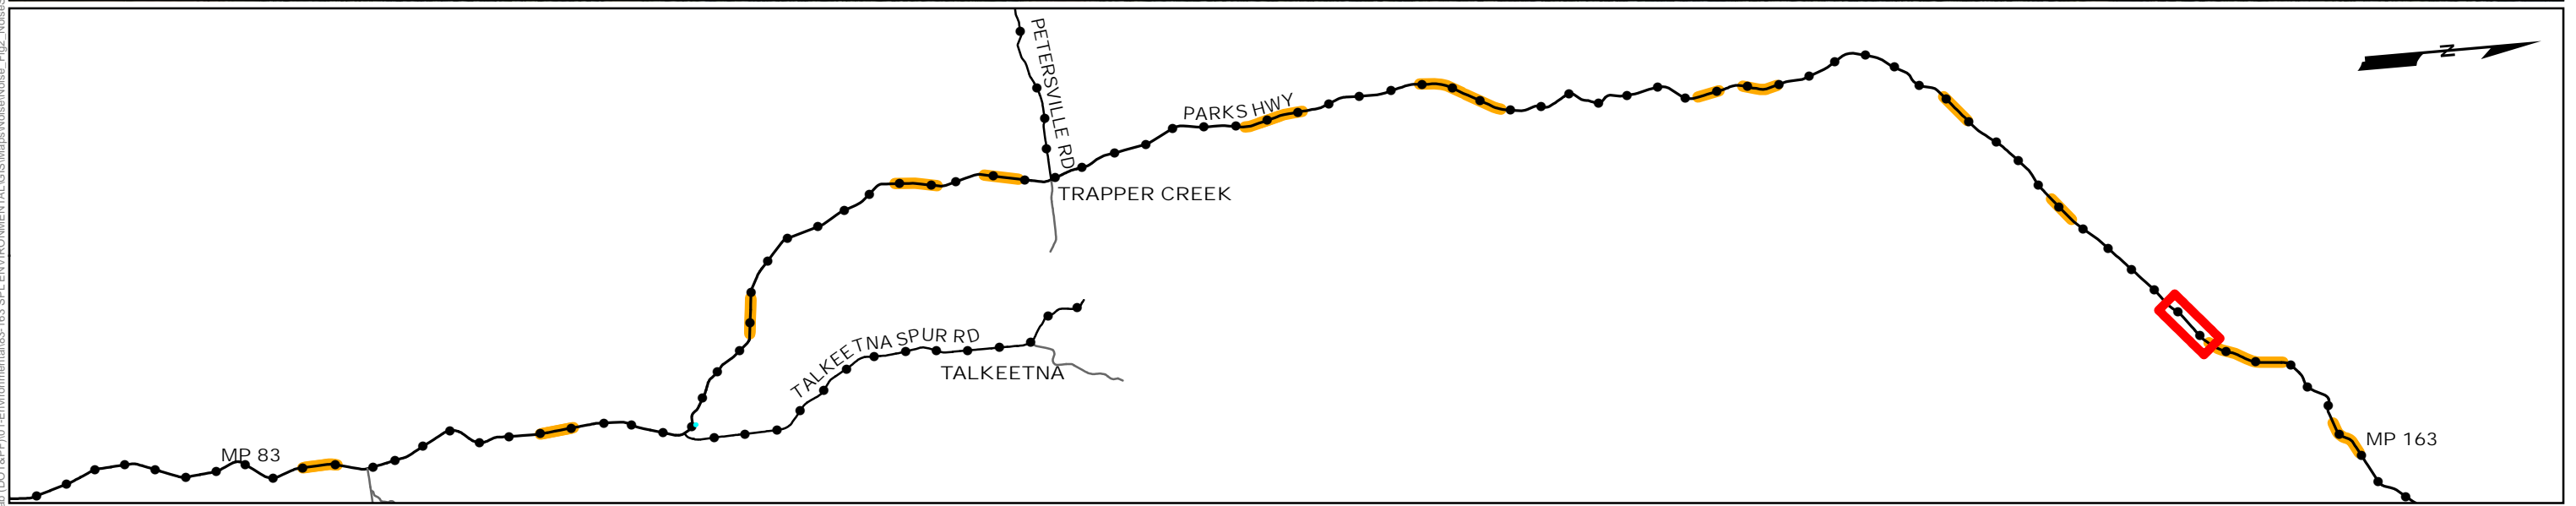 PETERSVILLE RD
PARKS HWY
N
TRAPPER CREEK
TALKEETNA SPUR RD
TALKEETNA
MP 83
MP 163